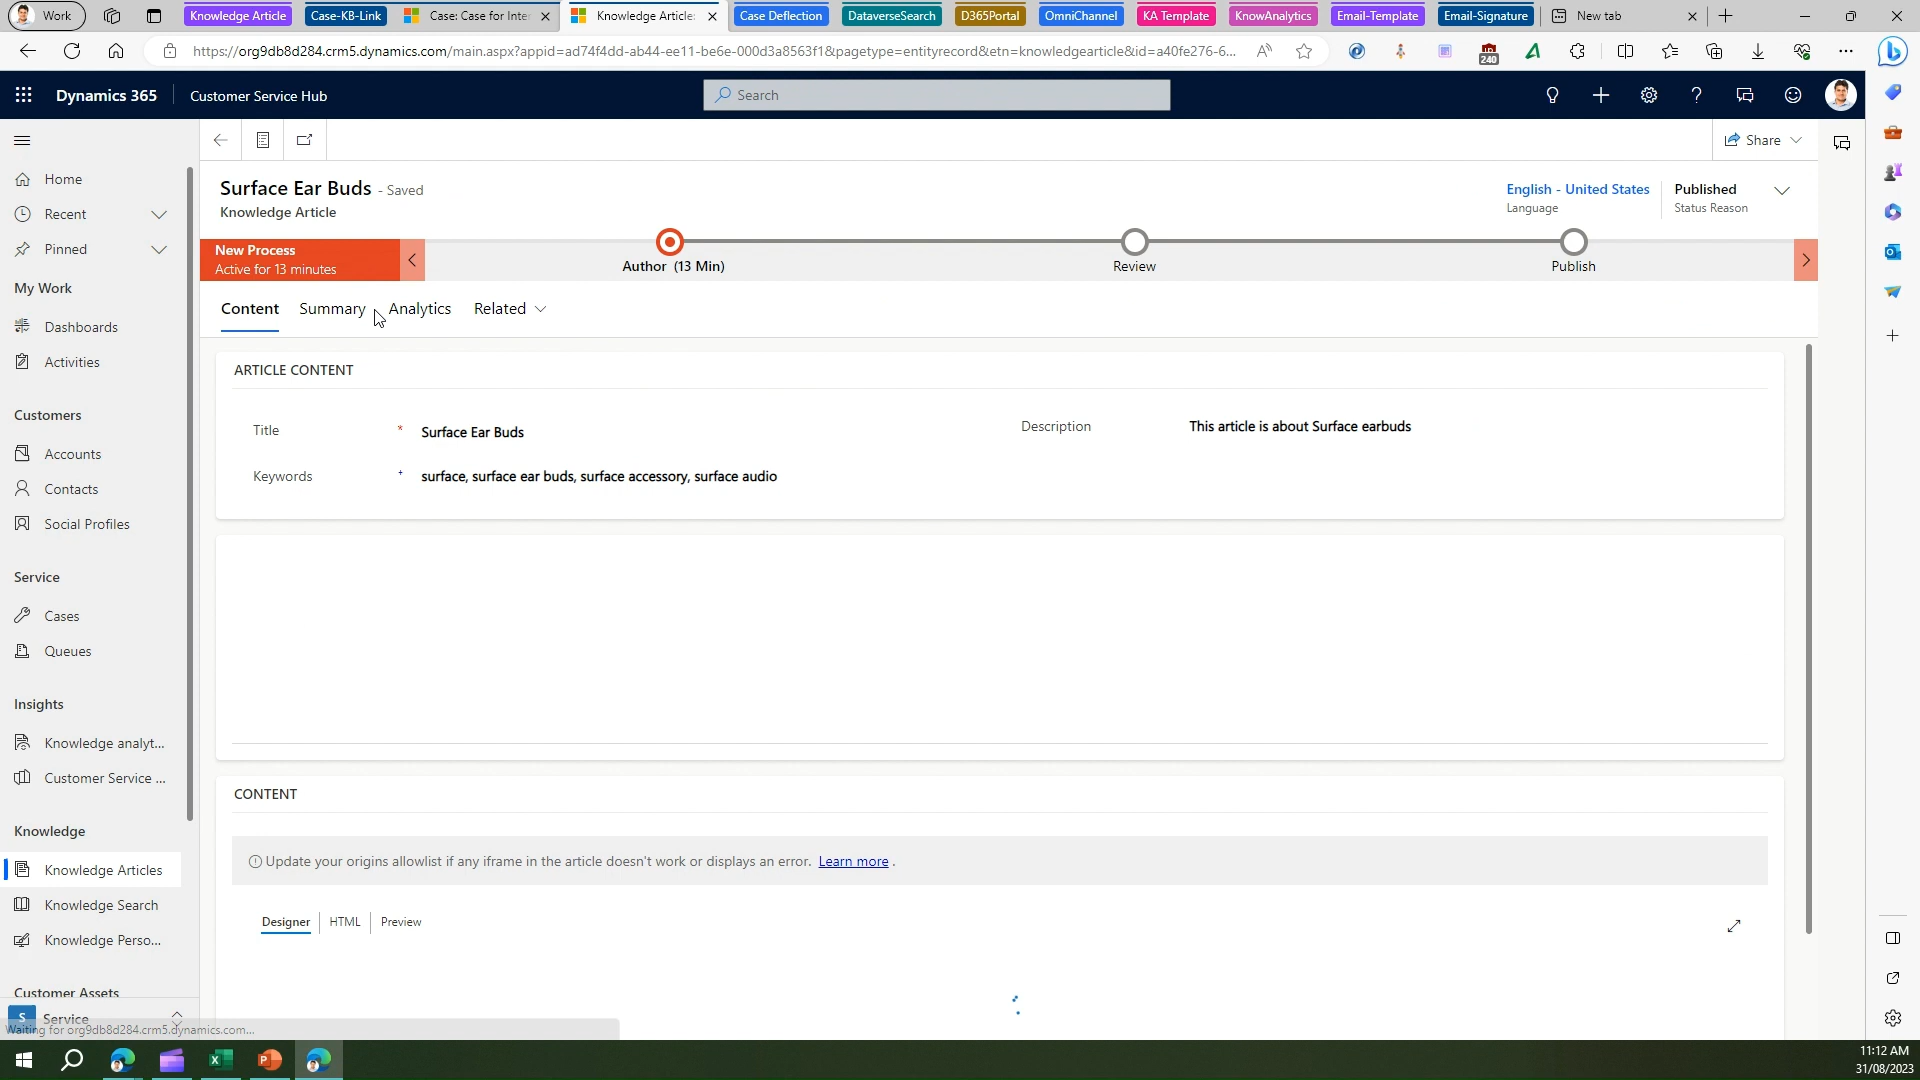 Work
Knowledge Article
Case-KB-Link
Case: Case for Inter
Knowledge Article:
Case Deflection
DataverseSearch
D365Portal
OmniChannel
KA Template
KnowAnalytics
Email-Template
Email-Signature
New tab
https://org9db8d284.crm5.dynamics.com/main.aspx?appid=ad74f4dd-ab44-ee11-be6e-000d3a8563f1&pagetype=entityrecord&etn=knowledgearticle&id=a40fe276-6...
240
Dynamics 365
Customer Service Hub
Search
Share
Home
Recent
Pinned
My Work
Dashboards
Activities
Customers
Accounts
Contacts
Social Profiles
Service
Cases
Queues
Insights
Knowledge analyt...
Customer Service ...
Knowledge
Knowledge Articles
Knowledge Search
Knowledge Perso...
Customer Assets
S Service
Waiting for org9db8d284.crm5.dynamics.com...
Surface Ear Buds - Saved
Knowledge Article
English - United States
Language
Published
Status Reason
New Process
Active for 13 minutes
Author (13 Min)
Review
Publish
Content Summary Analytics Related
ARTICLE CONTENT
Title * Surface Ear Buds
Description This article is about Surface earbuds
Keywords + surface, surface ear buds, surface accessory, surface audio
CONTENT
Update your origins allowlist if any iframe in the article doesn't work or displays an error. Learn more .
Designer HTML Preview
11:12 AM
31/08/2023